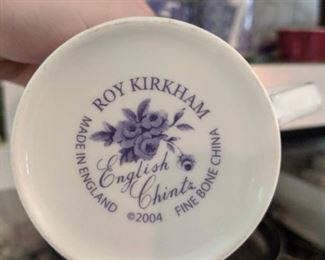 ROY KIRKHAM
MADE IN ENGLAND
English
Chintz
FINE BONE CHINA
©2004